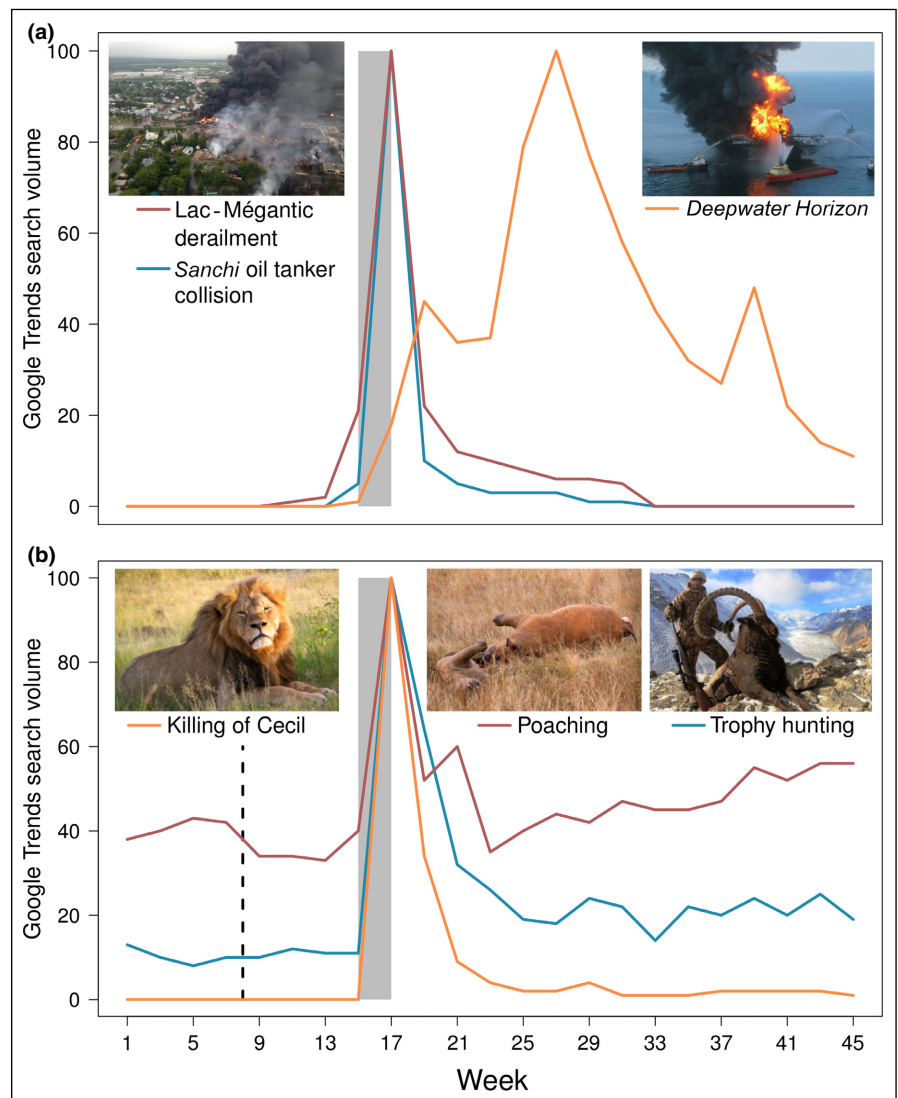 (a)
100
80
60
40
20
0
Google Trends search volume
Lac-Mégantic
derailment
Sanchi oil tanker
collision
Deepwater Horizon
(b)
100
80
60
40
20
0
Google Trends search volume
Killing of Cecil
Poaching
Trophy hunting
1 5 9 13 17 21 25 29 33 37 41 45
Week